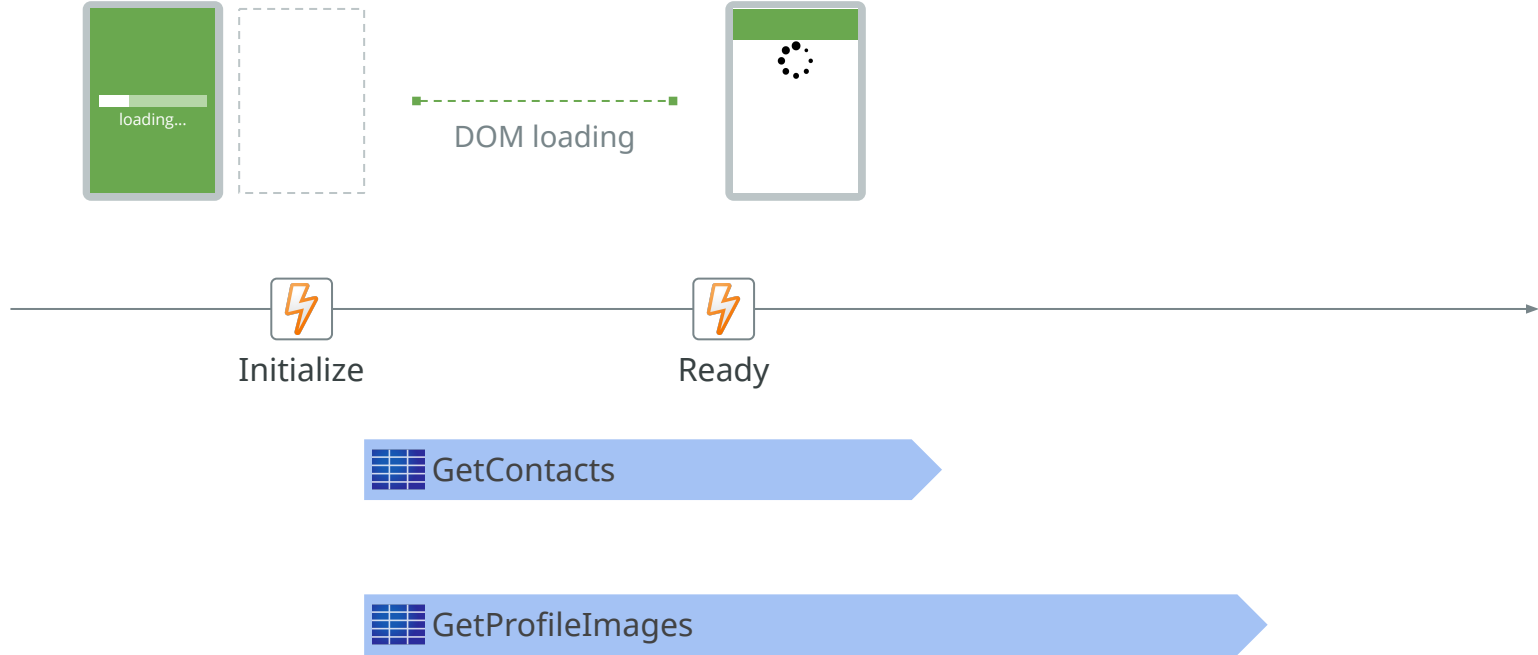 loading...
DOM loading
Initialize
Ready
GetContacts
GetProfileImages